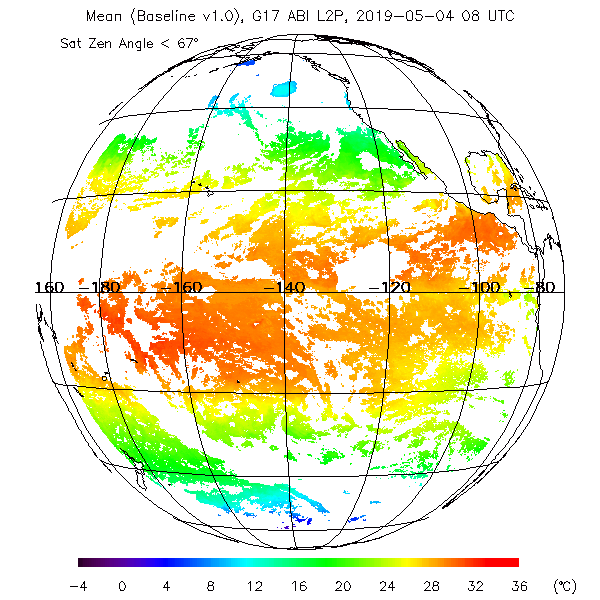 Mean (Baseline v1.0), G17 ABI L2P, 2019-05-04 08 UTC
Sat Zen Angle < 67°
160 -180 -160 -140 -120 -100 -80
-4 0 4 8 12 16 20 24 28 32 36 (°C)